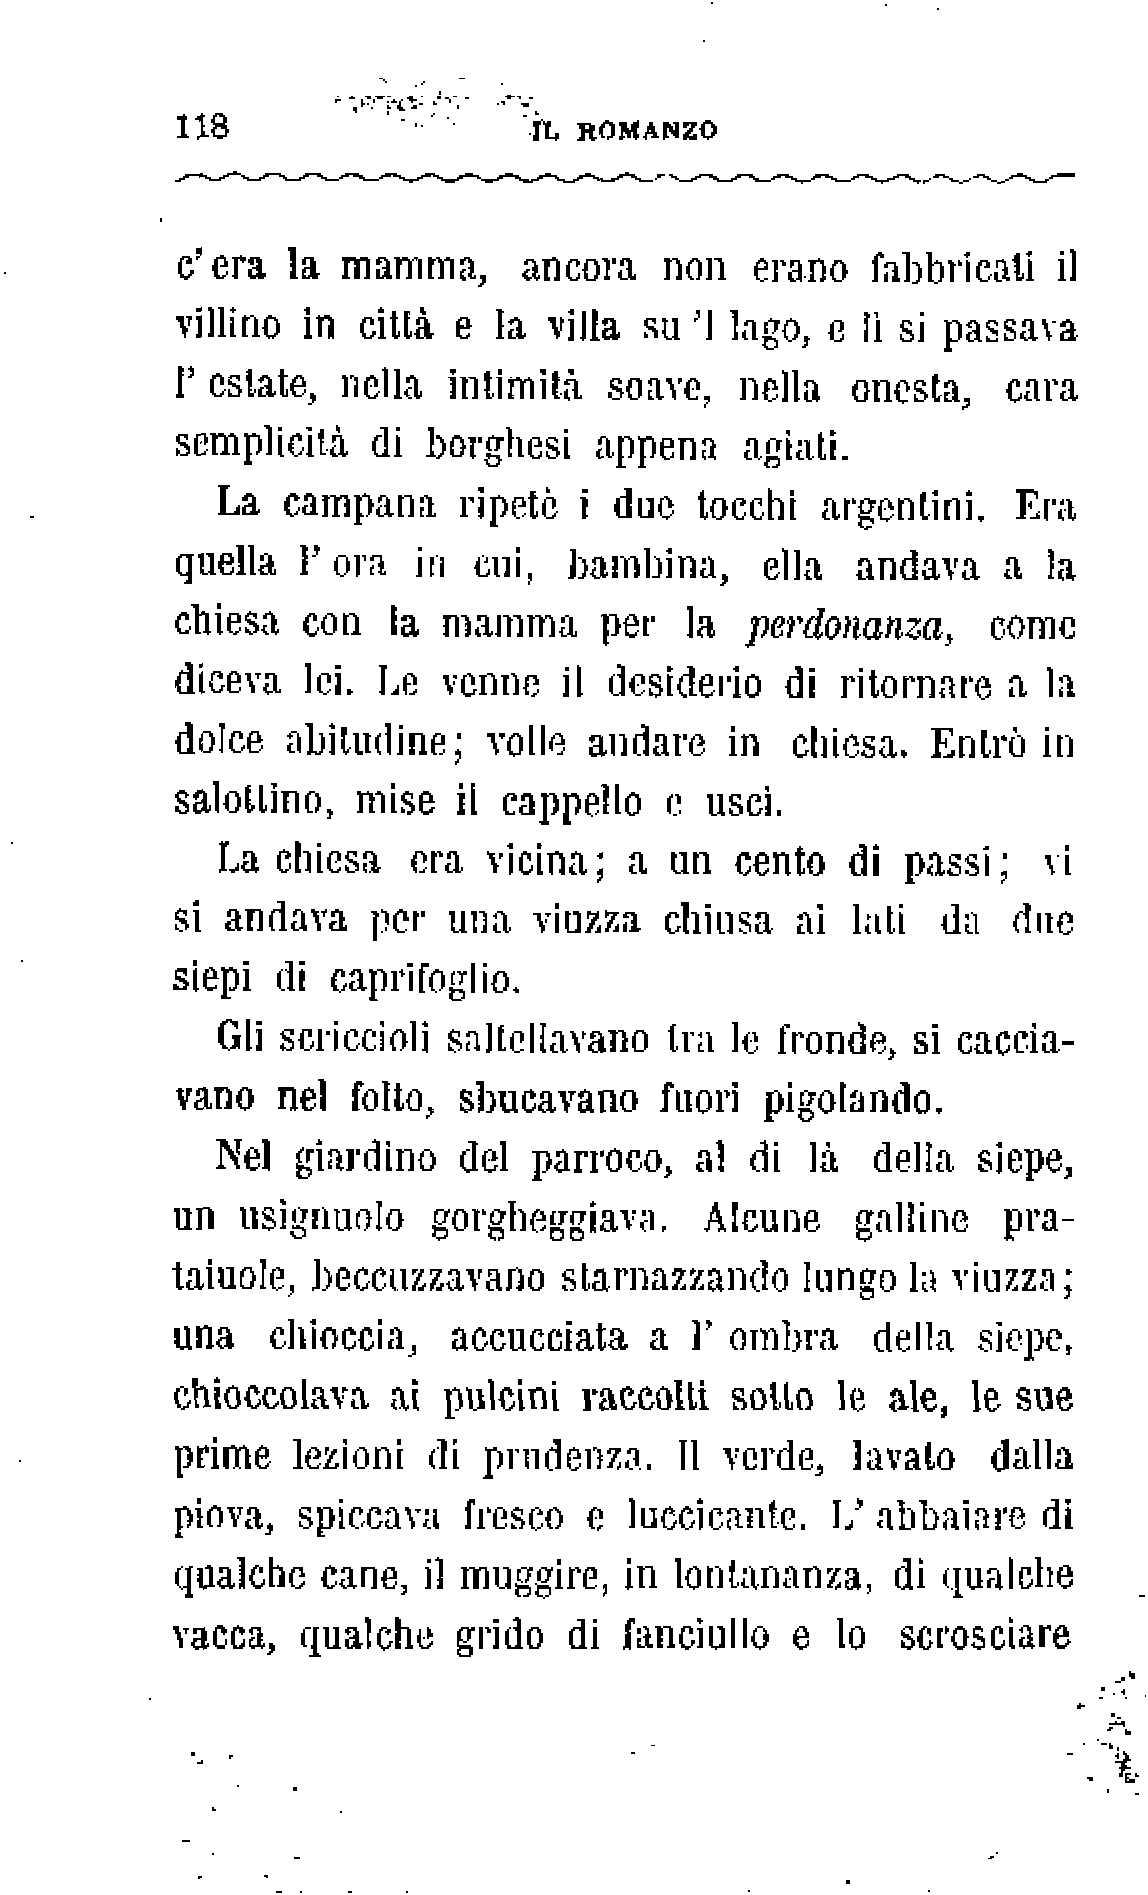 118 IL ROMANZO
c'era la mamma, ancora non erano fabbricati il
villino in città e la villa su 'l lago, e lì si passava
l' estate, nella intimità soave, nella onesta, cara
semplicità di borghesi appena agiati.
La campana ripetè i due tocchi argentini. Era
quella l' ora in cui, bambina, ella andava a la
chiesa con la mamma per la perdonanza, come
diceva lei. Le venne il desiderio di ritornare a la
dolce abitudine; volle andare in chiesa. Entrò in
salottino, mise il cappello e uscì.
La chiesa era vicina; a un cento di passi; vi
si andava per una viuzza chiusa ai lati da due
siepi di caprifoglio.
Gli scriccioli saltellavano tra le fronde, si caccia-
vano nel folto, sbucavano fuori pigolando.
Nel giardino del parroco, al di là della siepe,
un usignuolo gorgheggiava. Alcune galline pra-
taiuole, beccuzzavano starnazzando lungo la viuzza;
una chioccia, accucciata a l' ombra della siepe,
chioccolava ai pulcini raccolti sotto le ale, le sue
prime lezioni di prudenza. Il verde, lavato dalla
piova, spiccava fresco e luccicante. L' abbaiare di
qualche cane, il muggire, in lontananza, di qualche
vacca, qualche grido di fanciullo e lo scrosciare